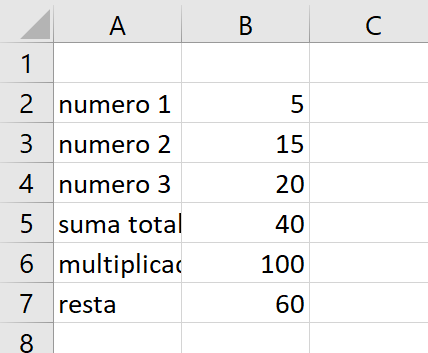 A B C
1
2 numero 1 5
3 numero 2 15
4 numero 3 20
5 suma total 40
6 multiplicac 100
7 resta 60
8